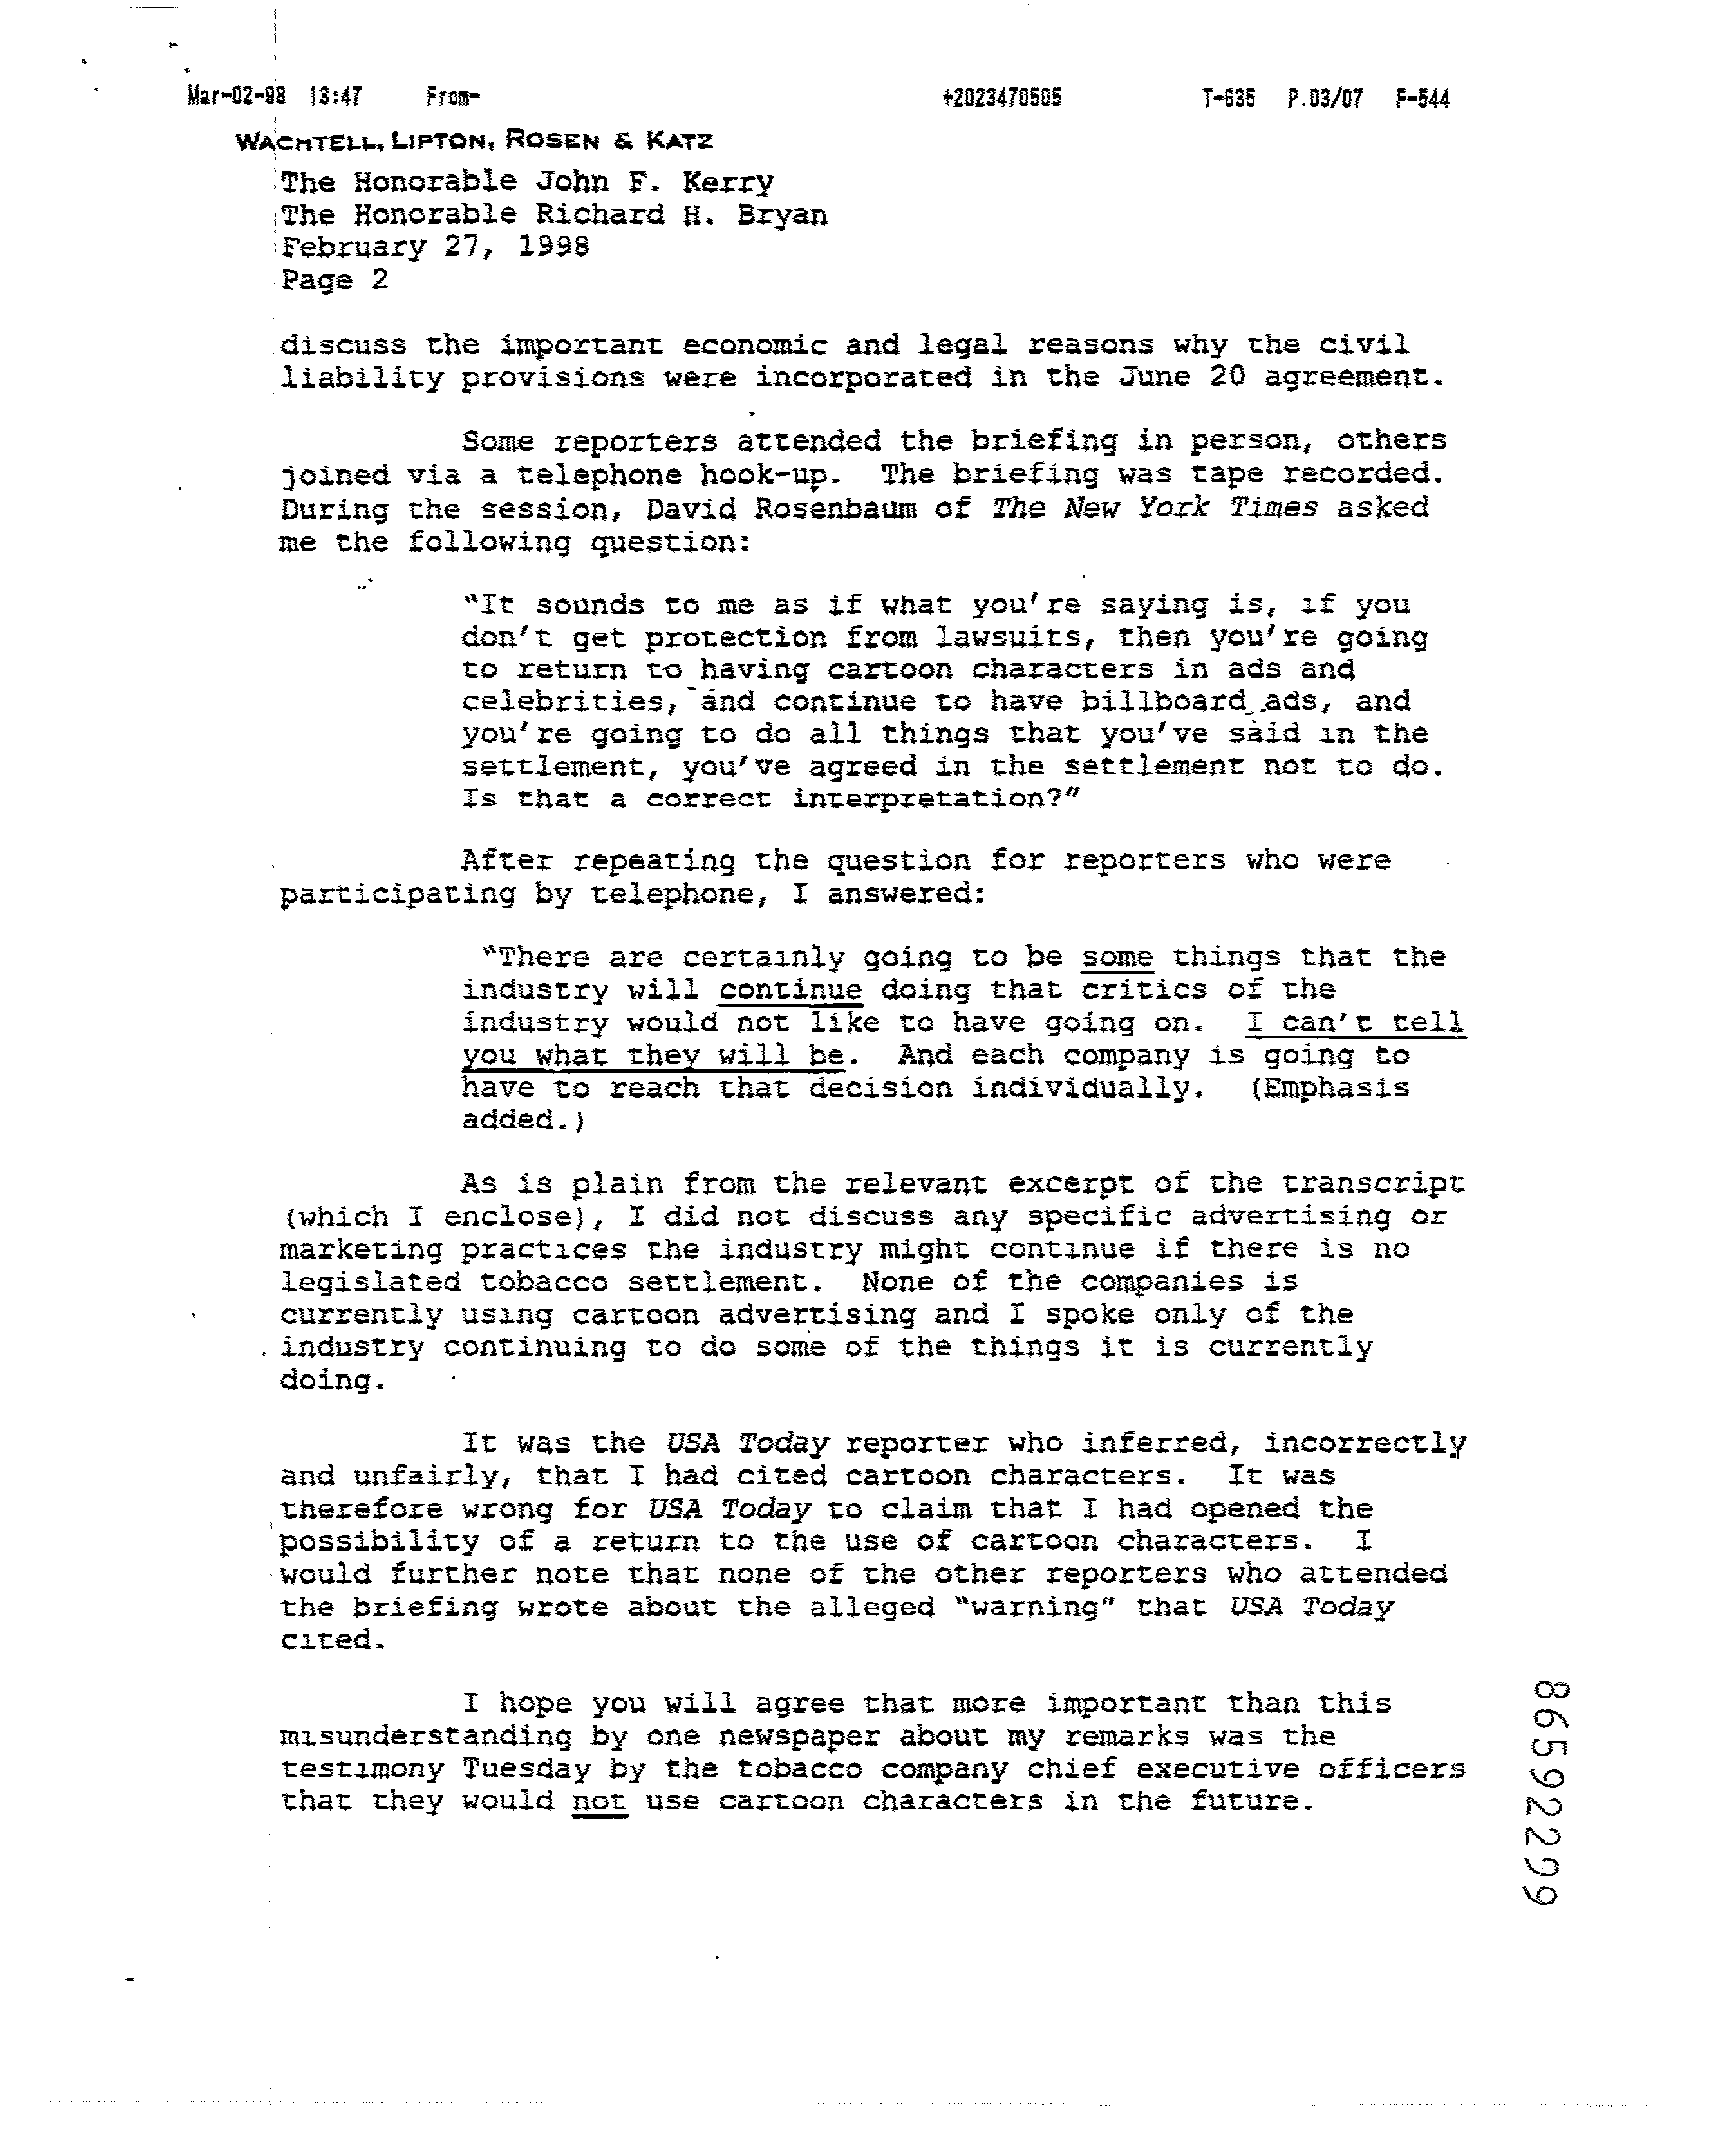 Mar-02-98 13:47 From- +2023470505 T-635 P.03/07 F-544
WACHTELL, LIPTON, ROSEN & KATZ
The Honorable John F. Kerry
The Honorable Richard H. Bryan
February 27, 1998
Page 2
discuss the important economic and legal reasons why the civil
liability provisions were incorporated in the June 20 agreement.
Some reporters attended the briefing in person, others
joined via a telephone hook-up. The briefing was tape recorded.
During the session, David Rosenbaum of The New York Times asked
me the following question:
"It sounds to me as if what you're saying is, if you
don't get protection from lawsuits, then you're going
to return to having cartoon characters in ads and
celebrities, and continue to have billboard ads, and
you're going to do all things that you've said in the
settlement, you've agreed in the settlement not to do.
Is that a correct interpretation?"
After repeating the question for reporters who were
participating by telephone, I answered:
"There are certainly going to be some things that the
industry will continue doing that critics of the
industry would not like to have going on. I can't tell
you what they will be. And each company is going to
have to reach that decision individually. (Emphasis
added.)
As is plain from the relevant excerpt of the transcript
(which I enclose), I did not discuss any specific advertising or
marketing practices the industry might continue if there is no
legislated tobacco settlement. None of the companies is
currently using cartoon advertising and I spoke only of the
industry continuing to do some of the things it is currently
doing.
It was the USA Today reporter who inferred, incorrectly
and unfairly, that I had cited cartoon characters. It was
therefore wrong for USA Today to claim that I had opened the
possibility of a return to the use of cartoon characters. I
would further note that none of the other reporters who attended
the briefing wrote about the alleged "warning" that USA Today
cited.
I hope you will agree that more important than this
misunderstanding by one newspaper about my remarks was the
testimony Tuesday by the tobacco company chief executive officers
that they would not use cartoon characters in the future.
86592299